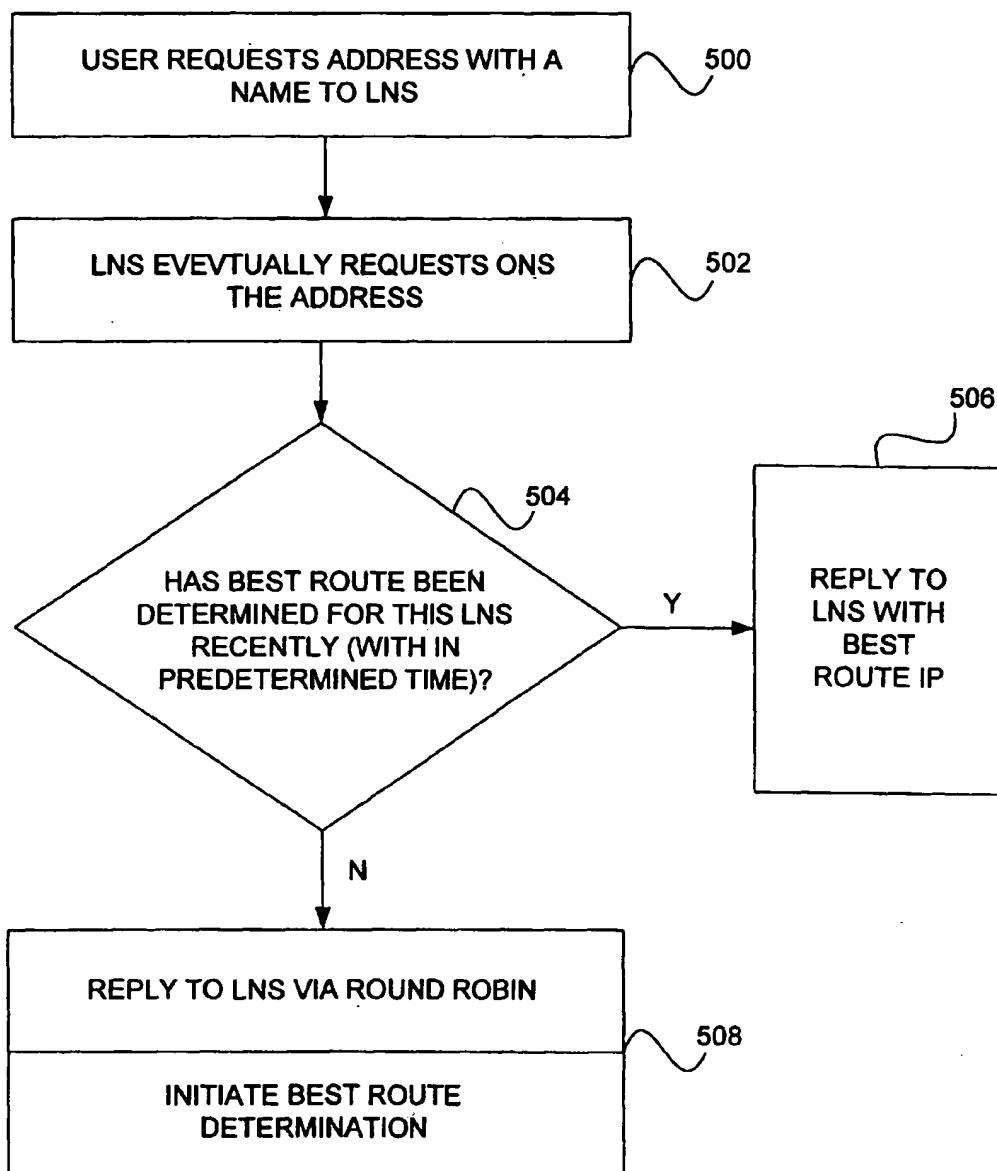 USER REQUESTS ADDRESS WITH A
NAME TO LNS
500
LNS EVEVTUALLY REQUESTS ONS
THE ADDRESS
502
506
504
HAS BEST ROUTE BEEN
DETERMINED FOR THIS LNS
RECENTLY (WITH IN
PREDETERMINED TIME)?
Y
REPLY TO
LNS WITH
BEST
ROUTE IP
N
REPLY TO LNS VIA ROUND ROBIN
508
INITIATE BEST ROUTE
DETERMINATION